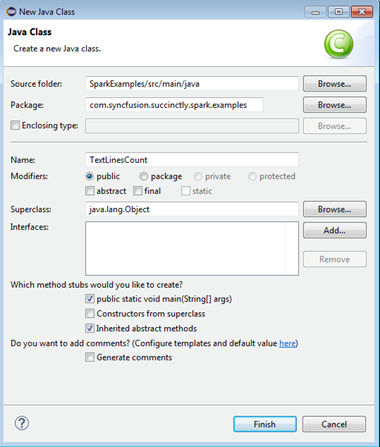 New Java Class
Java Class
Create a new Java class.
Source folder: SparkExamples/src/main/java Browse...
Package: com.syncfusion.succinctly.spark.examples Browse...
Enclosing type: Browse...
Name: TextLinesCount
Modifiers: public package private protected
abstract final static
Superclass: java.lang.Object Browse...
Interfaces: Add...
Remove
Which method stubs would you like to create?
public static void main(String[] args)
Constructors from superclass
Inherited abstract methods
Do you want to add comments? (Configure templates and default value here)
Generate comments
? Finish Cancel